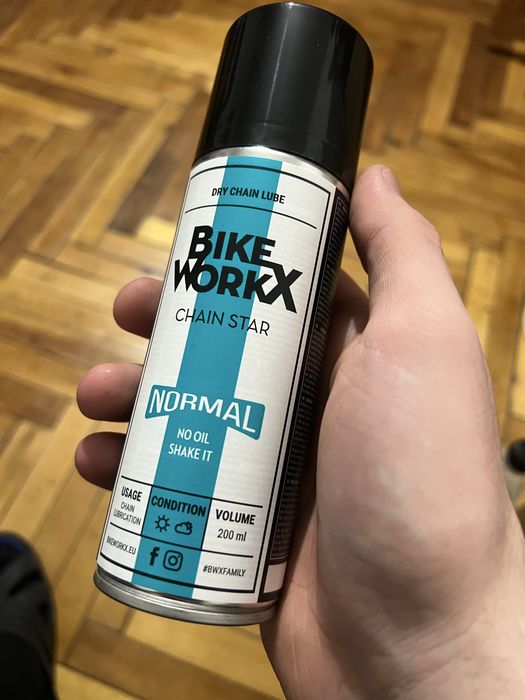 DRY CHAIN LUBE
BIKE
WORKX
CHAIN STAR
NORMAL
NO OIL
SHAKE IT
USAGE
CHAIN
LUBRICATION
CONDITION
VOLUME
200 ml
BIKEWORKX.EU
#BWXFAMILY